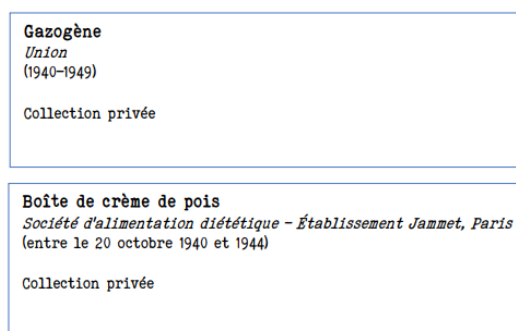 Gazogène
Union
(1940–1949)
Collection privée
Boîte de crème de pois
Société d'alimentation diététique – Établissement Jammet, Paris
(entre le 20 octobre 1940 et 1944)
Collection privée